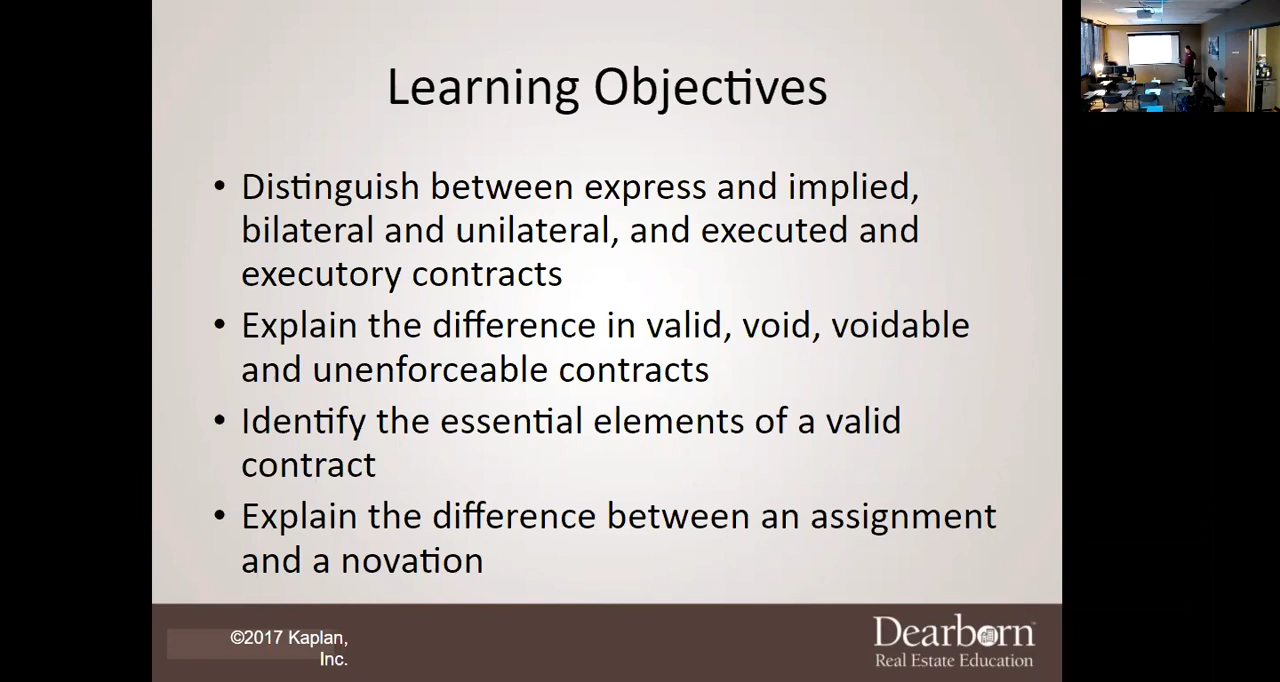 Learning Objectives
• Distinguish between express and implied,
bilateral and unilateral, and executed and
executory contracts
• Explain the difference in valid, void, voidable
and unenforceable contracts
• Identify the essential elements of a valid
contract
• Explain the difference between an assignment
and a novation
©2017 Kaplan,
Inc.
Dearborn™
Real Estate Education